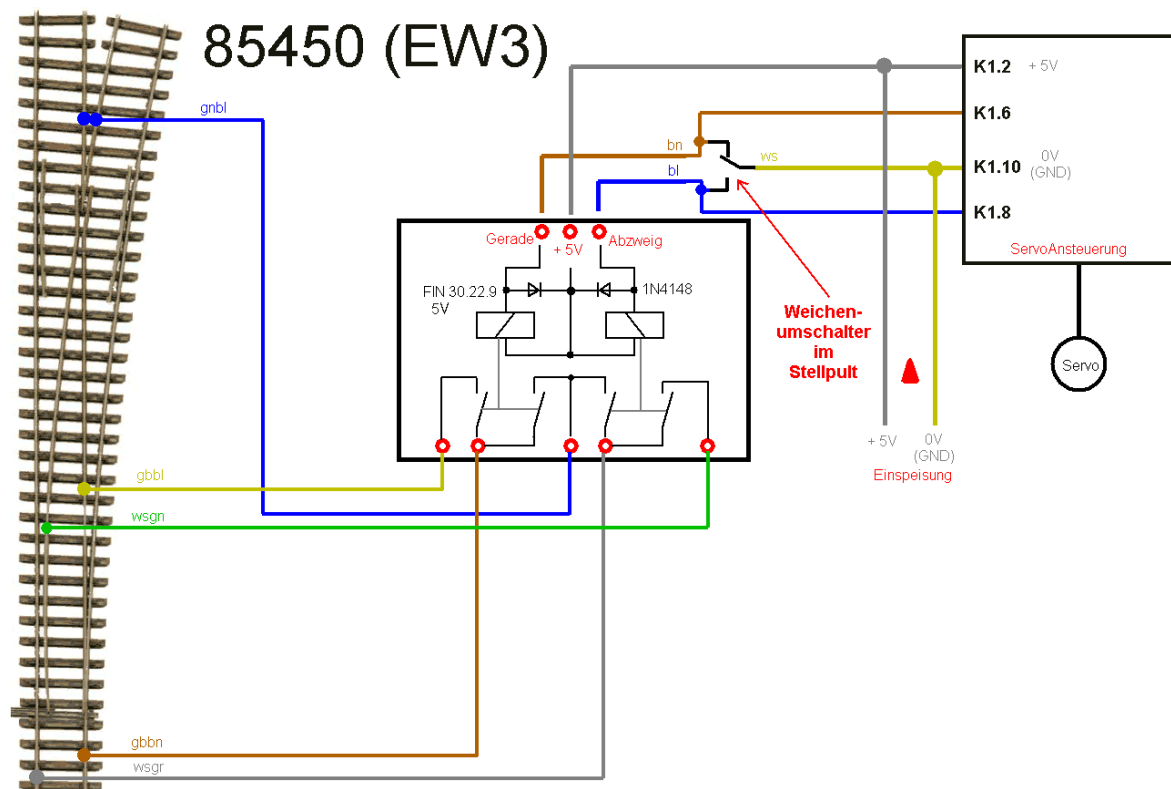 85450 (EW3)
K1.2 + 5V
K1.6
K1.10 0V
(GND)
K1.8
ServoAnsteuerung
Servo
gnbl
bn
ws
bl
Gerade
+ 5V
Abzweig
FIN 30.22.9
5V
1N4148
Weichen-
umschalter
im
Stellpult
+ 5V
0V
(GND)
Einspeisung
gbbl
wsgn
gbbn
wsgr